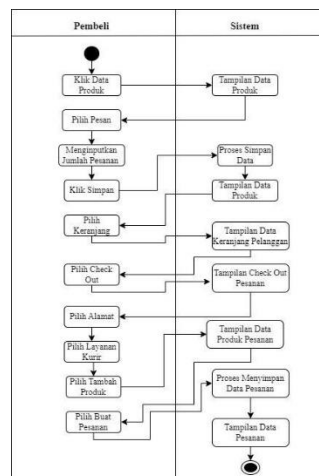 Pembeli
Sistem
Klik Data
Produk
Tampilan Data
Produk
Pilih Pesan
Menginputkan
Jumlah Pesanan
Proses Simpan
Data
Klik Simpan
Tampilan Data
Produk
Pilih
Keranjang
Tampilan Data
Keranjang Pelanggan
Pilih Check
Out
Tampilan Check Out
Pesanan
Pilih Alamat
Tampilan Data
Produk Pesanan
Pilih Layanan
Kurir
Pilih Tambah
Produk
Proses Menyimpan
Data Pesanan
Pilih Buat
Pesanan
Tampilan Data
Pesanan